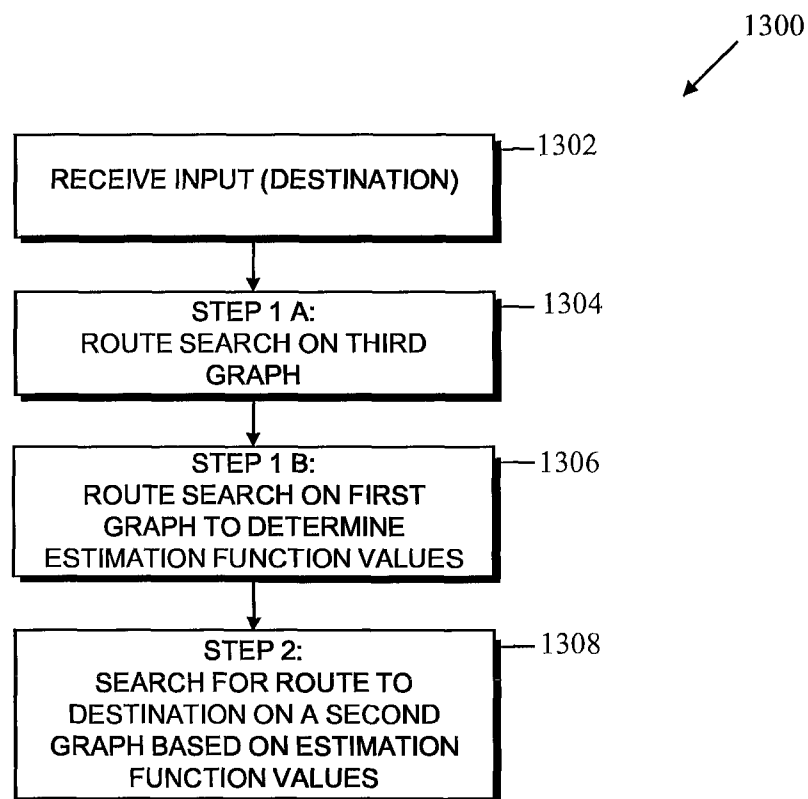 1300
RECEIVE INPUT (DESTINATION)
1302
STEP 1 A:
ROUTE SEARCH ON THIRD
GRAPH
1304
STEP 1 B:
ROUTE SEARCH ON FIRST
GRAPH TO DETERMINE
ESTIMATION FUNCTION VALUES
1306
STEP 2:
SEARCH FOR ROUTE TO
DESTINATION ON A SECOND
GRAPH BASED ON ESTIMATION
FUNCTION VALUES
1308